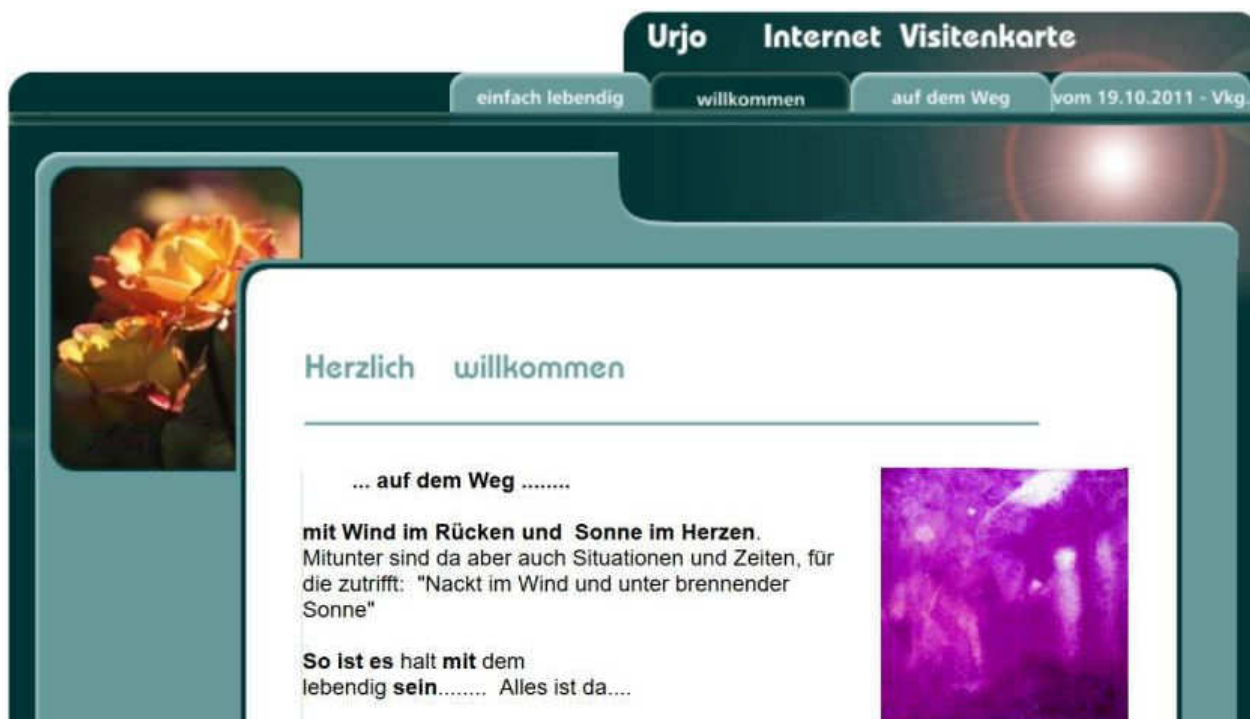 Urjo Internet Visitenkarte
einfach lebendig
willkommen
auf dem Weg
vom 19.10.2011 - Vkg.
Herzlich willkommen
... auf dem Weg ........
mit Wind im Rücken und Sonne im Herzen.
Mitunter sind da aber auch Situationen und Zeiten, für
die zutrifft: "Nackt im Wind und unter brennender
Sonne"
So ist es halt mit dem
lebendig sein........ Alles ist da....